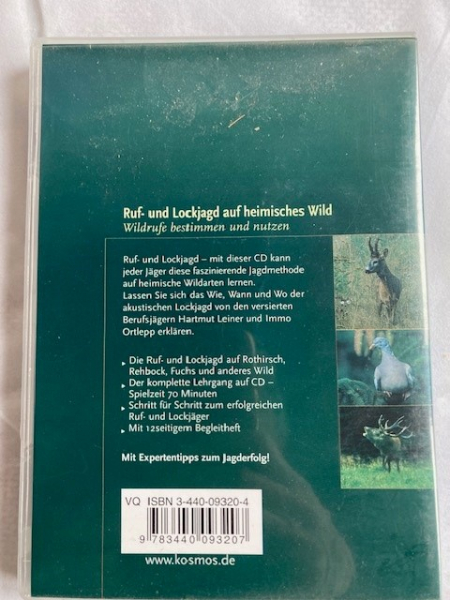 Ruf- und Lockjagd auf heimisches Wild
Wildrufe bestimmen und nutzen
Ruf- und Lockjagd – mit dieser CD kann
jeder Jäger diese faszinierende Jagdmethode
auf heimische Wildarten lernen.
Lassen Sie sich das Wie, Wann und Wo der
akustischen Lockjagd von den versierten
Berufsjägern Hartmut Leiner und Immo
Ortlepp erklären.
Die Ruf- und Lockjagd auf Rothirsch,
Rehbock, Fuchs und anderes Wild
Der komplette Lehrgang auf CD –
Spielzeit 70 Minuten
Schritt für Schritt zum erfolgreichen
Ruf- und Lockjäger
Mit 12seitigem Begleitheft
Mit Expertentipps zum Jagderfolg!
VQ ISBN 3-440-09320-4
9 783440 093207
www.kosmos.de